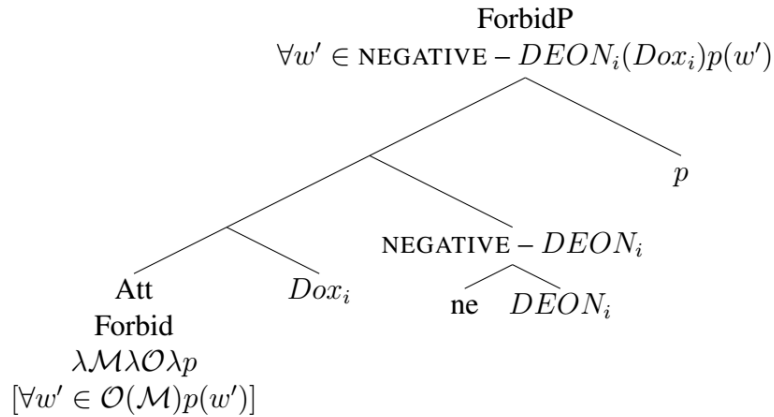 ForbidP
∀w′ ∈ NEGATIVE – DEON_i(Dox_i)p(w′)
p
NEGATIVE – DEON_i
Att
Dox_i
ne
DEON_i
Forbid
λℳλ𝒪λp
[∀w′ ∈ 𝒪(ℳ)p(w′)]